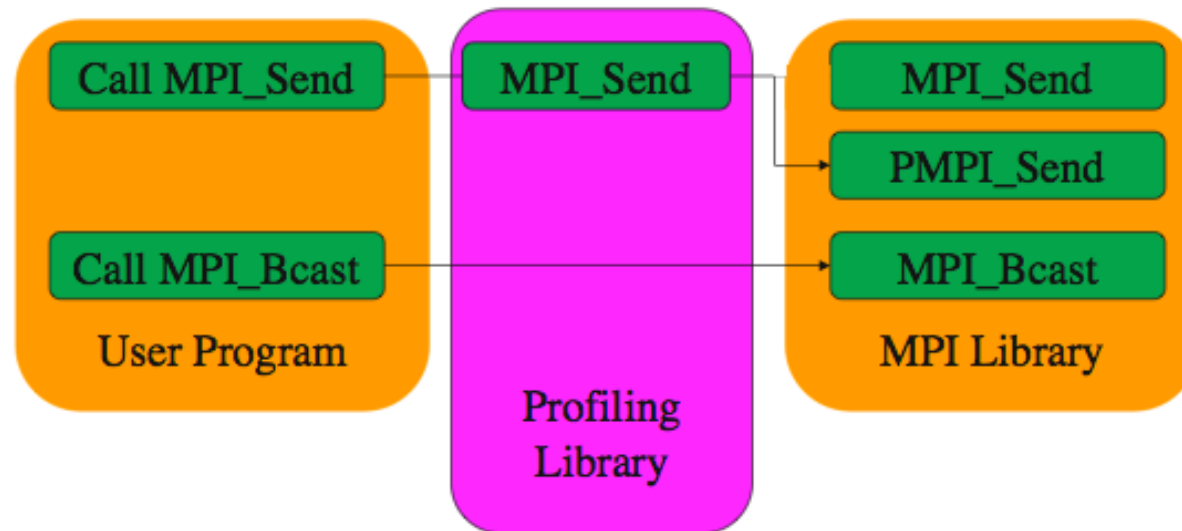 Call MPI_Send
MPI_Send
MPI_Send
PMPI_Send
Call MPI_Bcast
MPI_Bcast
User Program
MPI Library
Profiling
Library